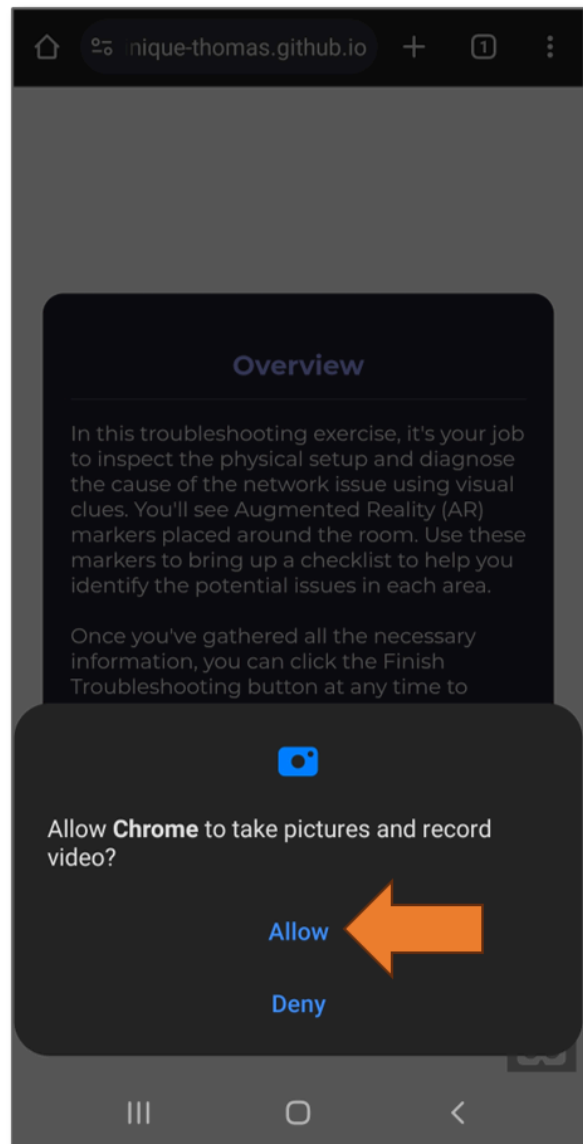 nique-thomas.github.io
1
Overview
In this troubleshooting exercise, it's your job
to inspect the physical setup and diagnose
the cause of the network issue using visual
clues. You'll see Augmented Reality (AR)
markers placed around the room. Use these
markers to bring up a checklist to help you
identify the potential issues in each area.
Once you've gathered all the necessary
information, you can click the Finish
Troubleshooting button at any time to
Allow Chrome to take pictures and record
video?
Allow
Deny